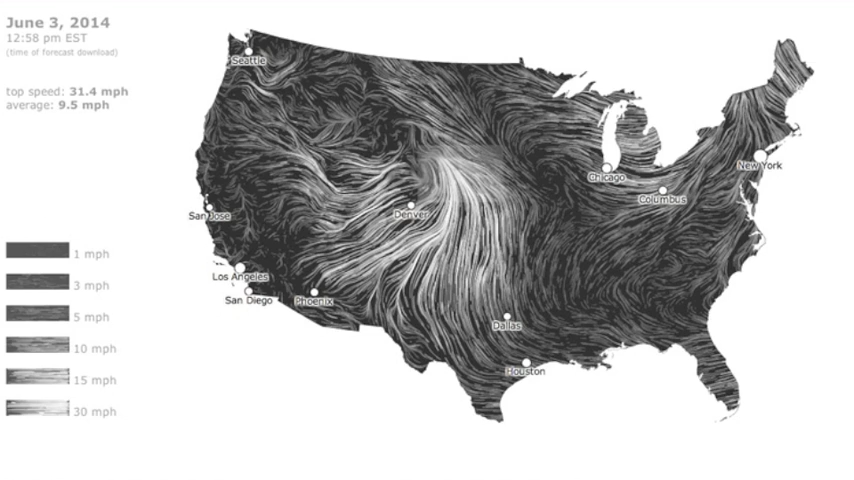 June 3, 2014
12:58 pm EST
(time of forecast download)
top speed: 31.4 mph
average: 9.5 mph
1 mph
3 mph
5 mph
10 mph
15 mph
30 mph
Seattle
New York
Chicago
Columbus
San Jose
Denver
Los Angeles
San Diego
Phoenix
Dallas
Houston